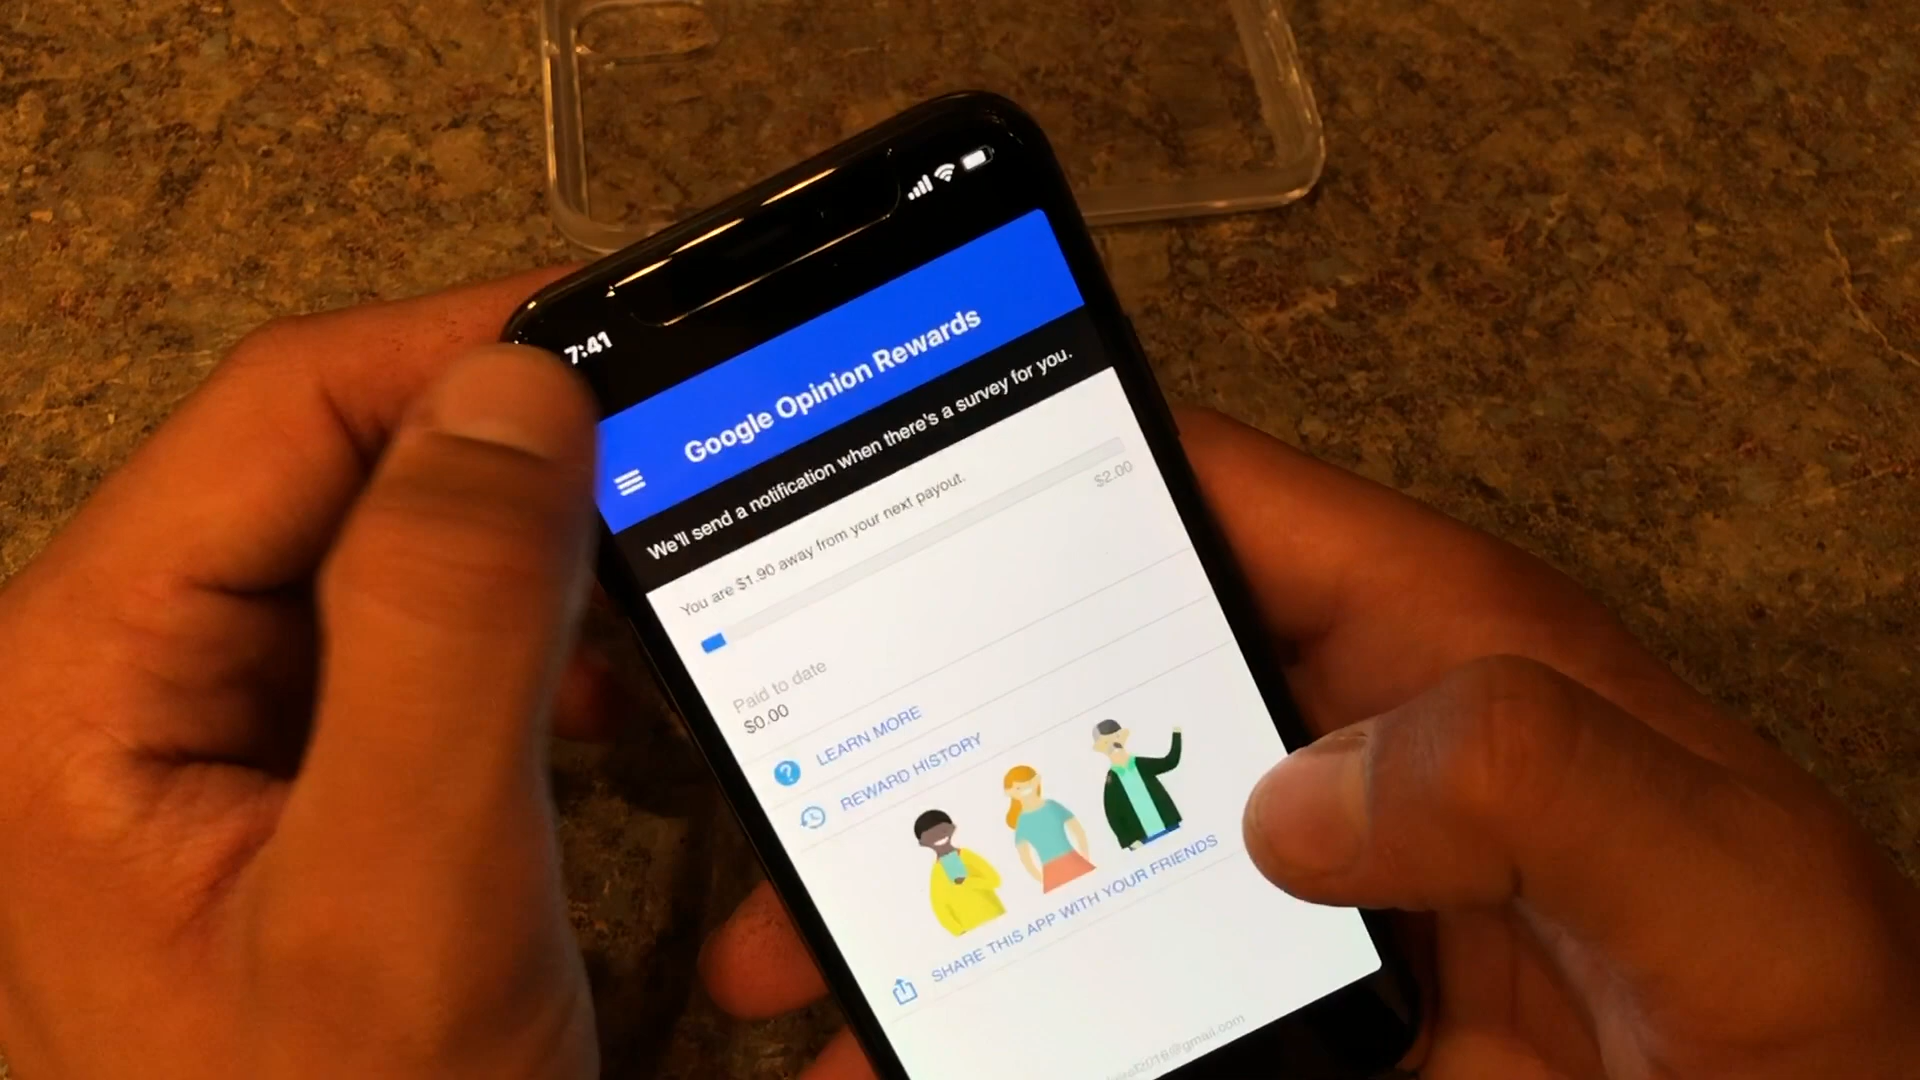 7:41
Google Opinion Rewards
We'll send a notification when there's a survey for you.
You are $1.90 away from your next payout.
$2.00
Paid to date
$0.00
LEARN MORE
REWARD HISTORY
SHARE THIS APP WITH YOUR FRIENDS